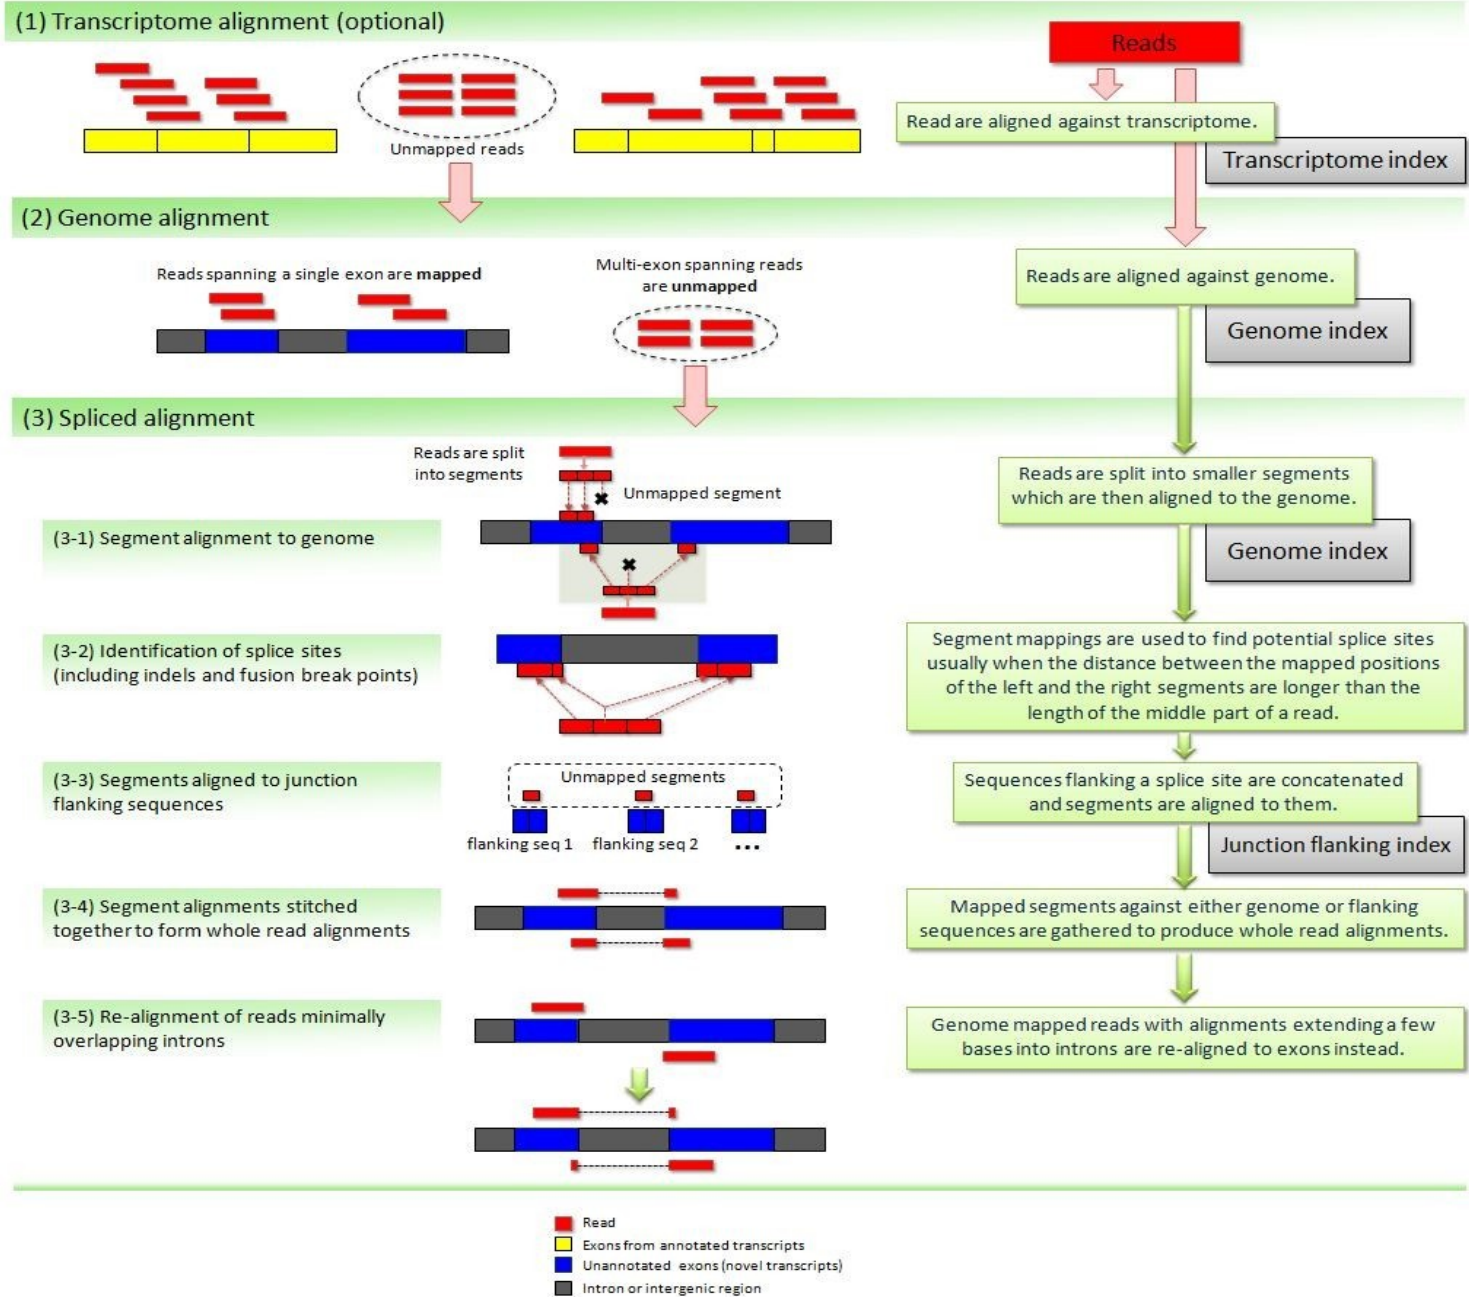 (1) Transcriptome alignment (optional)
Reads
Read are aligned against transcriptome.
Unmapped reads
Transcriptome index
(2) Genome alignment
Reads spanning a single exon are mapped
Multi-exon spanning reads
are unmapped
Reads are aligned against genome.
Genome index
(3) Spliced alignment
Reads are split
into segments
Unmapped segment
Reads are split into smaller segments
which are then aligned to the genome.
(3-1) Segment alignment to genome
Genome index
(3-2) Identification of splice sites
(including indels and fusion break points)
Segment mappings are used to find potential splice sites
usually when the distance between the mapped positions
of the left and the right segments are longer than the
length of the middle part of a read.
(3-3) Segments aligned to junction
flanking sequences
Unmapped segments
flanking seq 1
flanking seq 2
...
Sequences flanking a splice site are concatenated
and segments are aligned to them.
Junction flanking index
(3-4) Segment alignments stitched
together to form whole read alignments
Mapped segments against either genome or flanking
sequences are gathered to produce whole read alignments.
(3-5) Re-alignment of reads minimally
overlapping introns
Genome mapped reads with alignments extending a few
bases into introns are re-aligned to exons instead.
Read
Exons from annotated transcripts
Unannotated exons (novel transcripts)
Intron or intergenic region